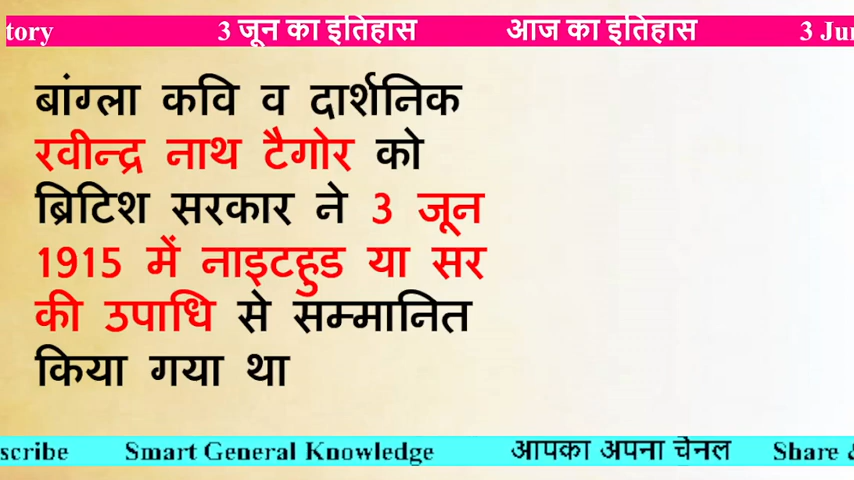 tory 3 जून का इतिहास आज का इतिहास 3 Jun
बांग्ला कवि व दार्शनिक
रवीन्द्र नाथ टैगोर को
ब्रिटिश सरकार ने 3 जून
1915 में नाइटहुड या सर
की उपाधि से सम्मानित
किया गया था
scribe Smart General Knowledge आपका अपना चेनल Share &